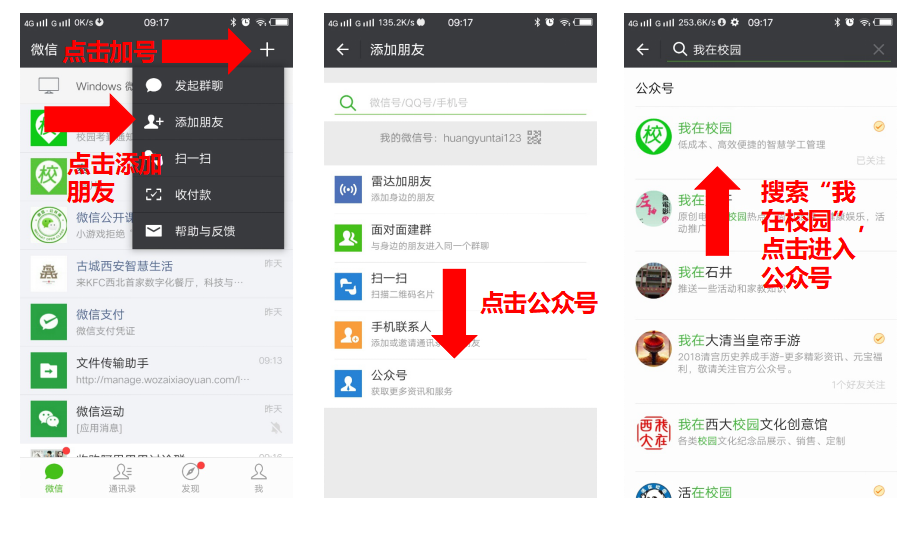 4G G 0K/s 09:17
微信 点击加号
Windows 微
发起群聊
添加朋友
校园考
通知
点击添加
朋友
扫一扫
收付款
微信公开课
小游戏拒绝
帮助与反馈
古城西安智慧生活 昨天
来KFC西北首家数字化餐厅，科技与…
微信支付 昨天
微信支付凭证
文件传输助手 09:13
http://manage.wozaixiaoyuan.com/l…
微信运动 昨天
[应用消息]
微信 通讯录 发现 我
4G G 135.2K/s 09:17
添加朋友
微信号/QQ号/手机号
我的微信号：huangyuntai123
雷达加朋友
添加身边的朋友
面对面建群
与身边的朋友进入同一个群聊
扫一扫
扫描二维码名片
点击公众号
手机联系人
添加或邀请通讯
友
公众号
获取更多资讯和服务
4G G 253.6K/s 09:17
我在校园
公众号
校
我在校园
低成本、高效便捷的智慧学工管理
已关注
搜索“我
在校园”，
点击进入
公众号
我在
原创电
校园热点
娱乐、活
动推广
我在石井
推送一些活动和家教知识
我在大清当皇帝手游
2018清宫历史养成手游-更多精彩资讯、元宝福
利，敬请关注官方公众号。
1个好友关注
我在西大校园文化创意馆
各类校园文化纪念品展示、销售、定制
活在校园